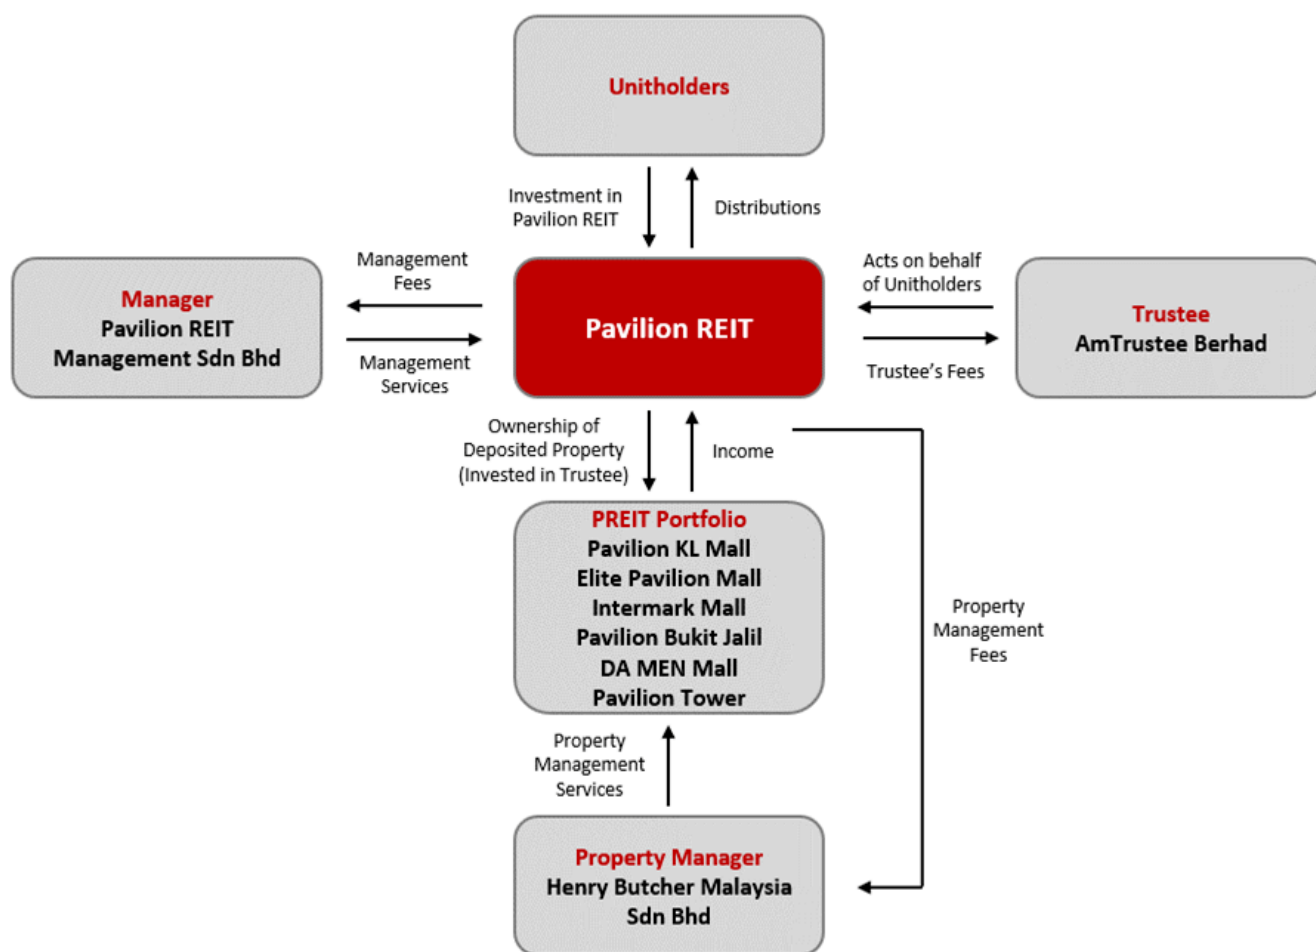 Unitholders
Investment in
Pavilion REIT
Distributions
Management
Fees
Acts on behalf
of Unitholders
Manager
Pavilion REIT
Management Sdn Bhd
Pavilion REIT
Trustee
AmTrustee Berhad
Management
Services
Trustee's Fees
Ownership of
Deposited Property
(Invested in Trustee)
Income
PREIT Portfolio
Pavilion KL Mall
Elite Pavilion Mall
Intermark Mall
Pavilion Bukit Jalil
DA MEN Mall
Pavilion Tower
Property
Management
Fees
Property
Management
Services
Property Manager
Henry Butcher Malaysia
Sdn Bhd